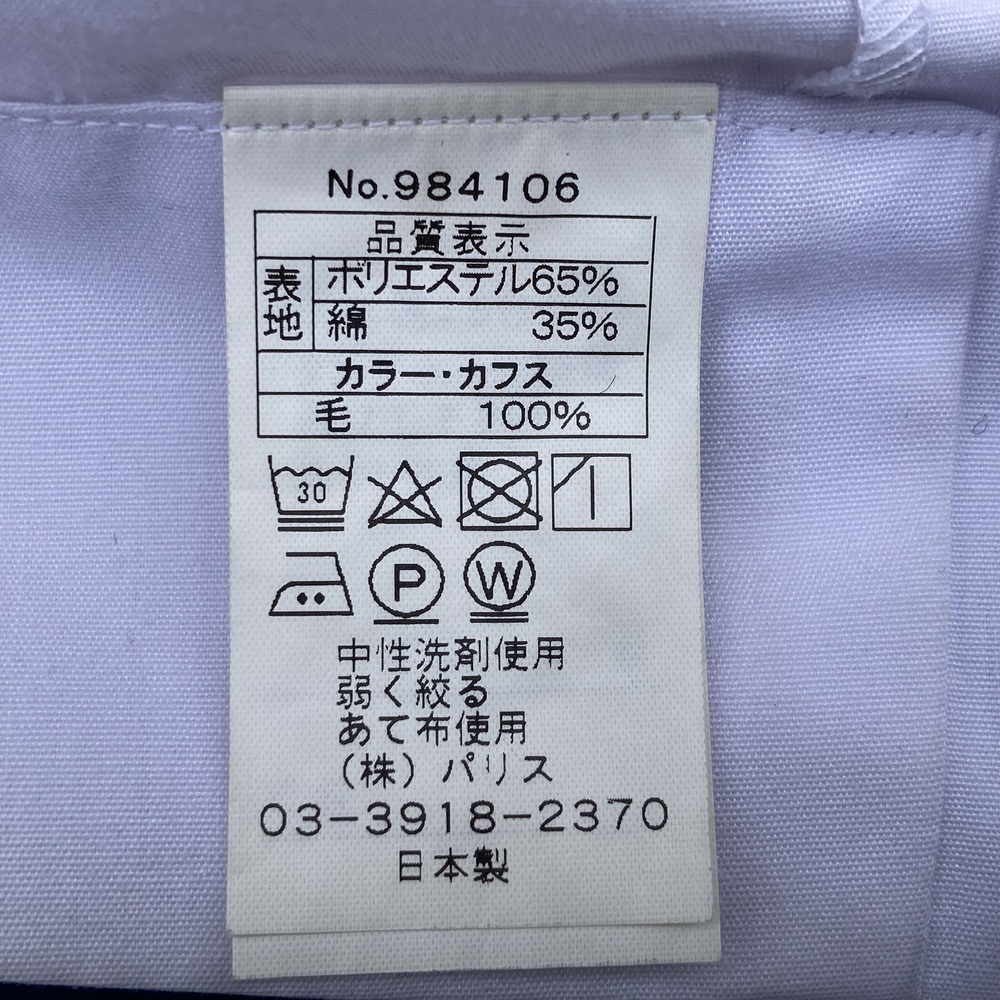 No.984106
品質表示
表地
ポリエステル65%
綿 35%
カラー・カフス
毛 100%
30
P
W
中性洗剤使用
弱く絞る
あて布使用
(株) パリス
03-3918-2370
日本製